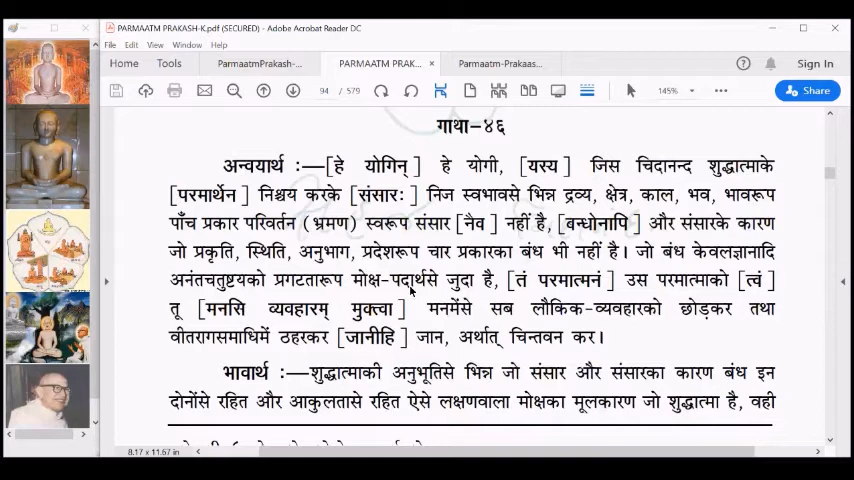 PARMAATM PRAKASH-K.pdf (SECURED) - Adobe Acrobat Reader DC
File Edit View Window Help
Home Tools ParmaatmPrakash-... PARMAATM PRAK... × Parmaatm-Prakaas... Sign In
94 / 579 145% Share
गाथा-४६
अन्वयार्थ :—[हे योगिन्] हे योगी, [यस्य] जिस चिदानन्द शुद्धात्माके
[परमार्थेन] निश्चय करके [संसारः] निज स्वभावसे भिन्न द्रव्य, क्षेत्र, काल, भव, भावरूप
पाँच प्रकार परिवर्तन (भ्रमण) स्वरूप संसार [नैव] नहीं है, [बन्धोनापि] और संसारके कारण
जो प्रकृति, स्थिति, अनुभाग, प्रदेशरूप चार प्रकारका बंध भी नहीं है। जो बंध केवलज्ञानादि
अनंतचतुष्टयको प्रगटतारूप मोक्ष-पदार्थसे जुदा है, [तं परमात्मनं] उस परमात्माको [त्वं]
तू [मनसि व्यवहारम् मुक्त्वा] मनमेंसे सब लौकिक-व्यवहारको छोड़कर तथा
वीतरागसमाधिमें ठहरकर [जानीहि] जान, अर्थात् चिन्तवन कर।
भावार्थ :—शुद्धात्माकी अनुभूतिसे भिन्न जो संसार और संसारका कारण बंध इन
दोनोंसे रहित और आकुलतासे रहित ऐसे लक्षणवाला मोक्षका मूलकारण जो शुद्धात्मा है, वही
8.17 x 11.67 in